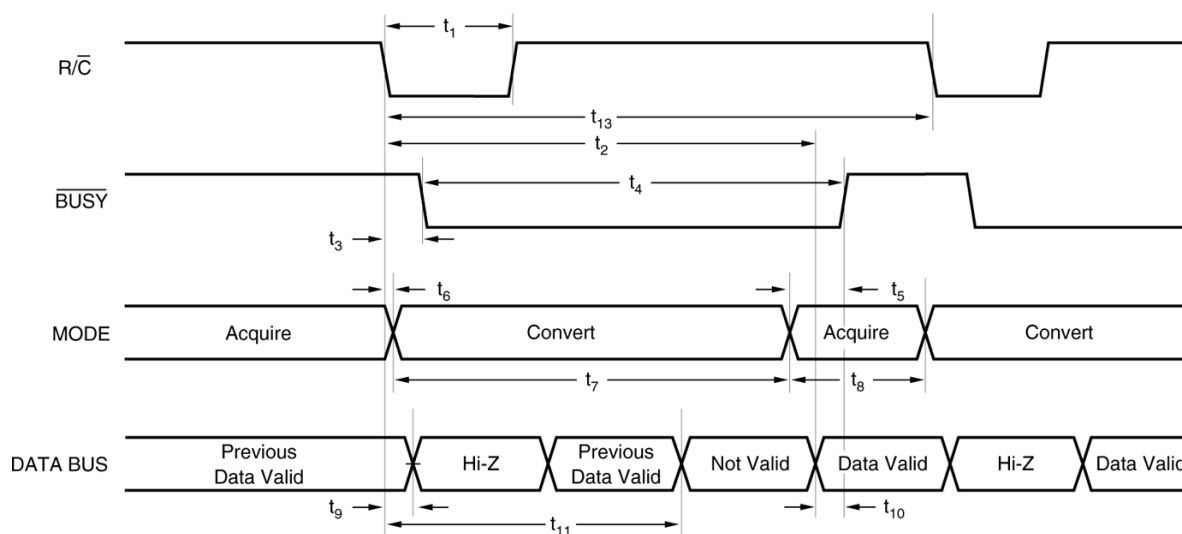 t₁
R/C̅
t₁₃
t₂
B̅U̅S̅Y̅
t₄
t₃
t₆
t₅
MODE
Acquire
Convert
Acquire
Convert
t₇
t₈
DATA BUS
Previous
Data Valid
Hi-Z
Previous
Data Valid
Not Valid
Data Valid
Hi-Z
Data Valid
t₉
t₁₁
t₁₀